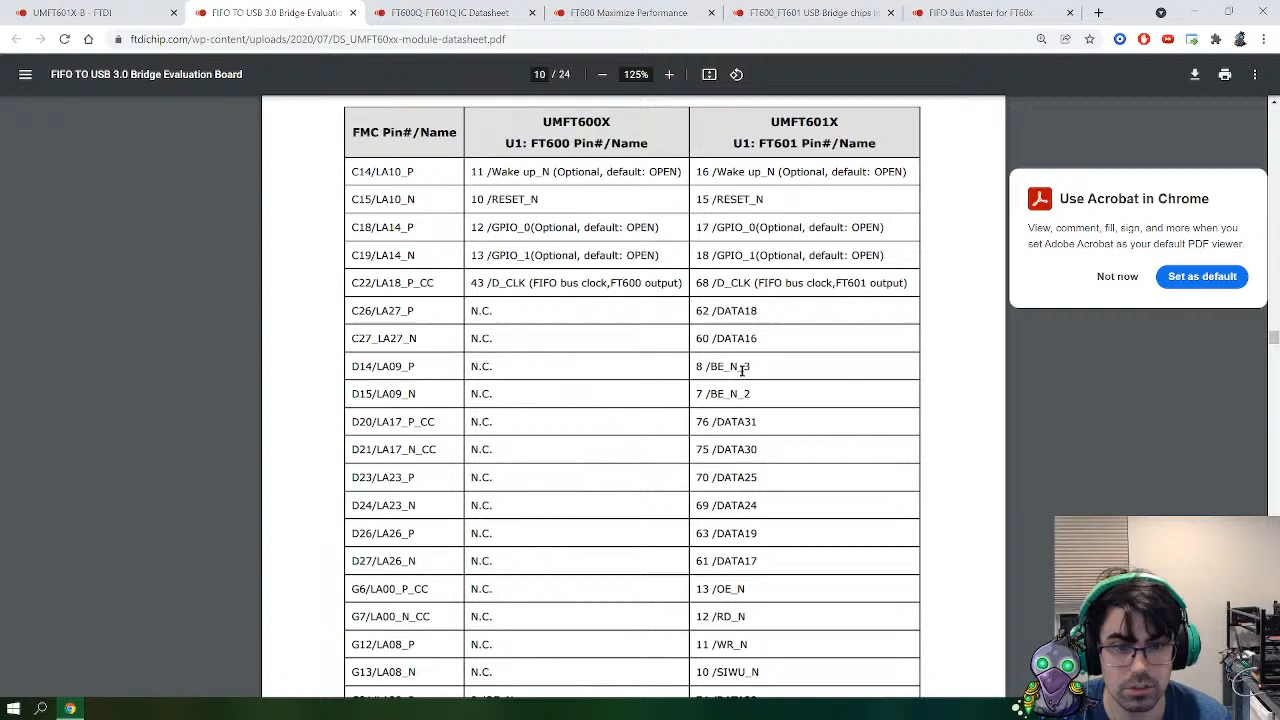 UMFT601X-B - FTDI
FIFO TO USB 3.0 Bridge Evaluatio
FT600Q-FT601Q IC Datasheet
FT600 Maximize Performance
FT600_FT601 USB Bridge chips in
FIFO Bus Master for FT60x
ftdichip.com/wp-content/uploads/2020/07/DS_UMFT60xx-module-datasheet.pdf
FIFO TO USB 3.0 Bridge Evaluation Board
10 / 24
125%
FMC Pin#/Name
UMFT600X
U1: FT600 Pin#/Name
UMFT601X
U1: FT601 Pin#/Name
C14/LA10_P 11 /Wake up_N (Optional, default: OPEN) 16 /Wake up_N (Optional, default: OPEN)
C15/LA10_N 10 /RESET_N 15 /RESET_N
C18/LA14_P 12 /GPIO_0(Optional, default: OPEN) 17 /GPIO_0(Optional, default: OPEN)
C19/LA14_N 13 /GPIO_1(Optional, default: OPEN) 18 /GPIO_1(Optional, default: OPEN)
C22/LA18_P_CC 43 /D_CLK (FIFO bus clock,FT600 output) 68 /D_CLK (FIFO bus clock,FT601 output)
C26/LA27_P N.C. 62 /DATA18
C27_LA27_N N.C. 60 /DATA16
D14/LA09_P N.C. 8 /BE_N_3
D15/LA09_N N.C. 7 /BE_N_2
D20/LA17_P_CC N.C. 76 /DATA31
D21/LA17_N_CC N.C. 75 /DATA30
D23/LA23_P N.C. 70 /DATA25
D24/LA23_N N.C. 69 /DATA24
D26/LA26_P N.C. 63 /DATA19
D27/LA26_N N.C. 61 /DATA17
G6/LA00_P_CC N.C. 13 /OE_N
G7/LA00_N_CC N.C. 12 /RD_N
G12/LA08_P N.C. 11 /WR_N
G13/LA08_N N.C. 10 /SIWU_N
Use Acrobat in Chrome
View, comment, fill, sign, and more when you
set Adobe Acrobat as your default PDF viewer.
Not now
Set as default